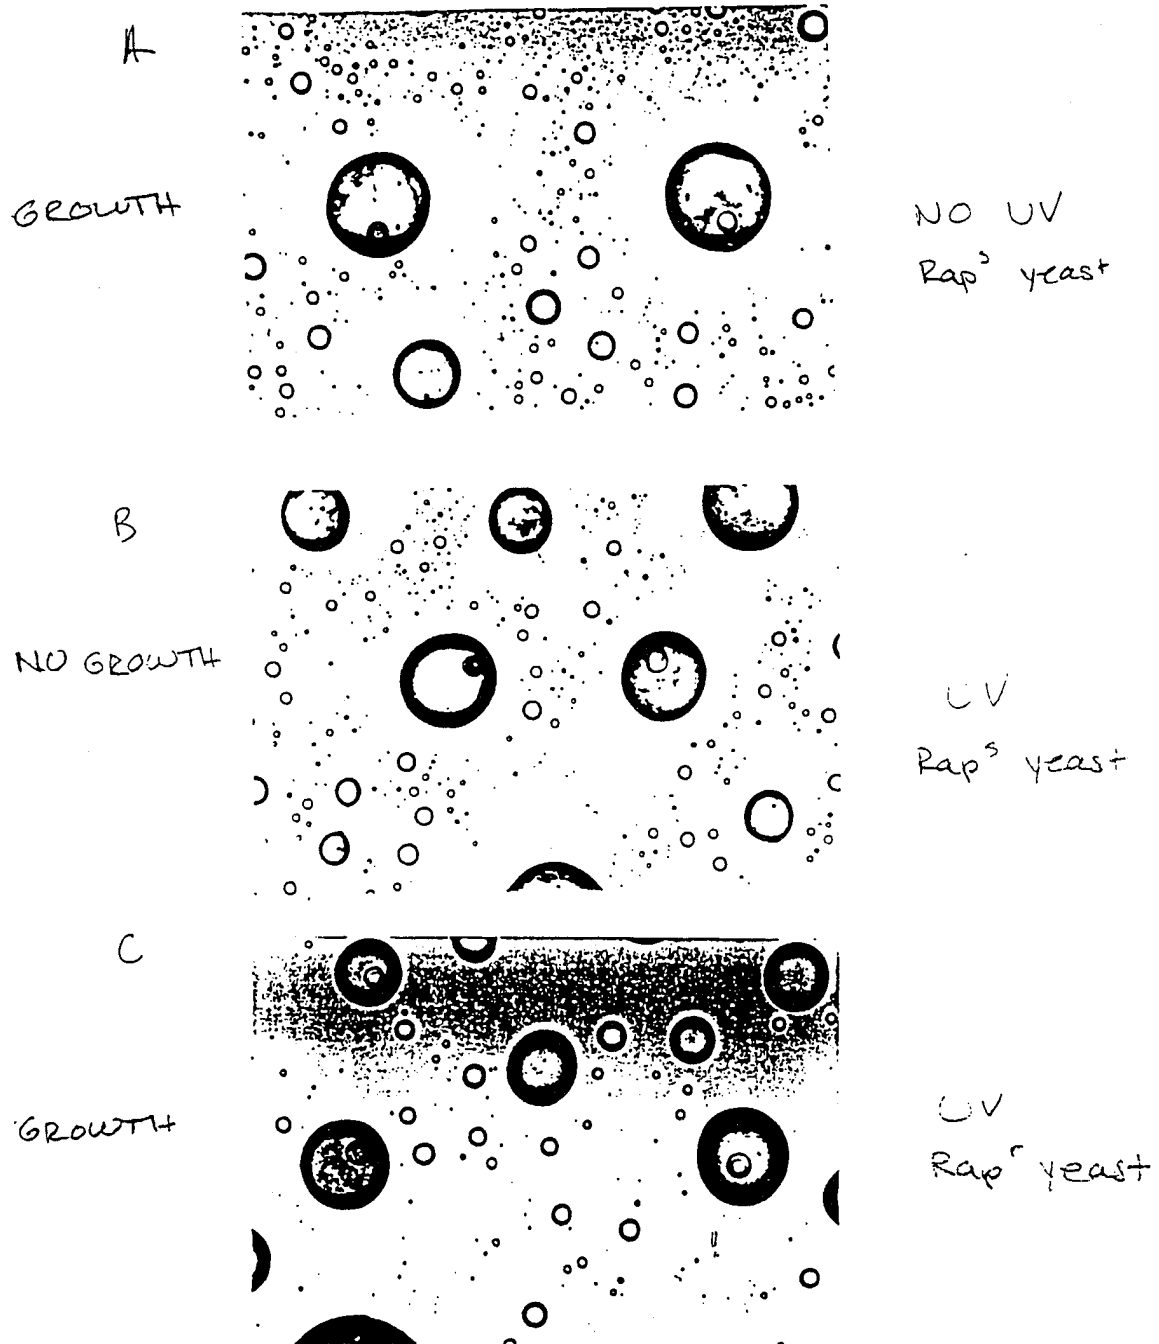 A
GROWTH
NO UV
Rap^s yeast
B
NO GROWTH
UV
Rap^s yeast
C
GROWTH
UV
Rap^r yeast